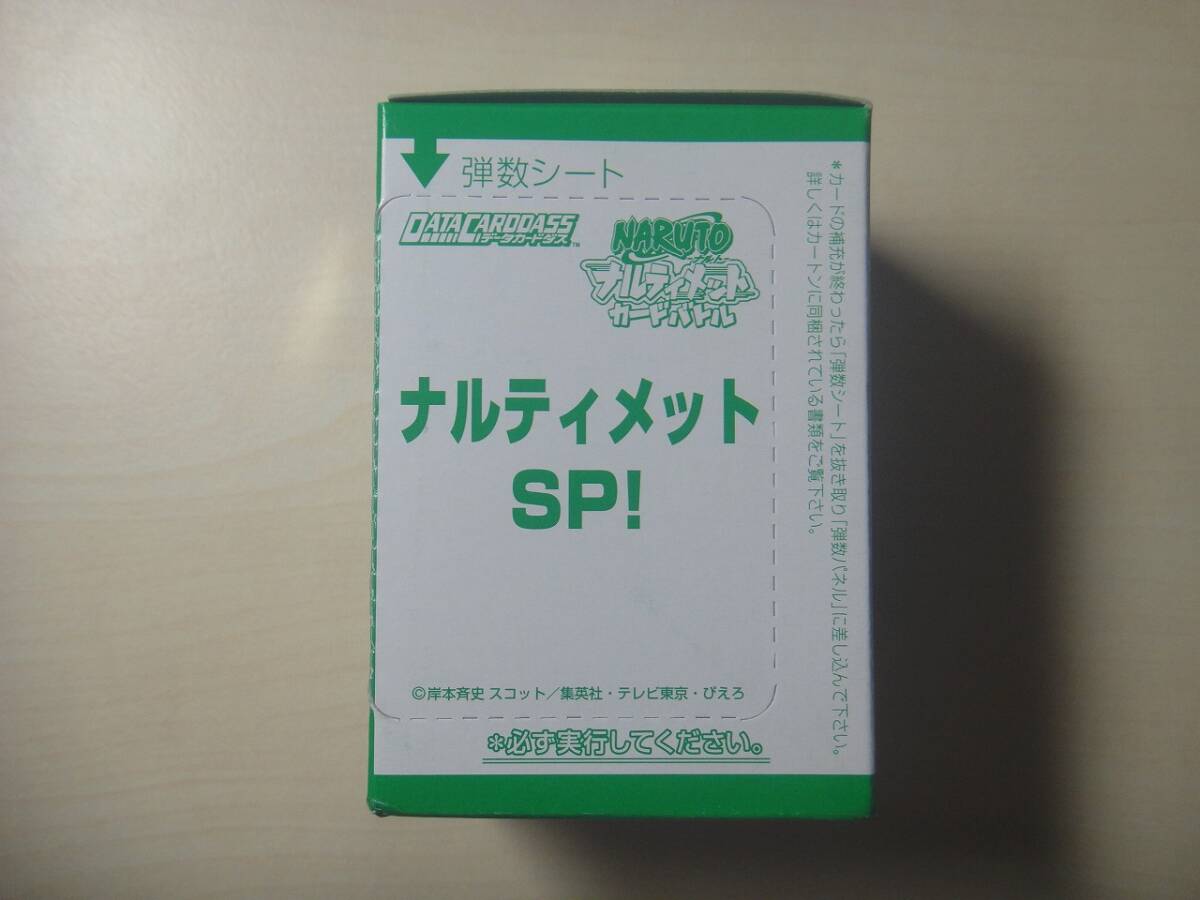 弾数シート
DATA CARDDASS
データカードダス™
NARUTO
ナルト
ナルティメット
カードバトル
ナルティメット
SP!
©岸本斉史 スコット／集英社・テレビ東京・ぴえろ
*必ず実行してください。
*カードの補充が終わったら「弾数シート」を抜き取り「弾数パネル」に差し込んで下さい。
詳しくはカートンに同梱されている書類をご覧下さい。